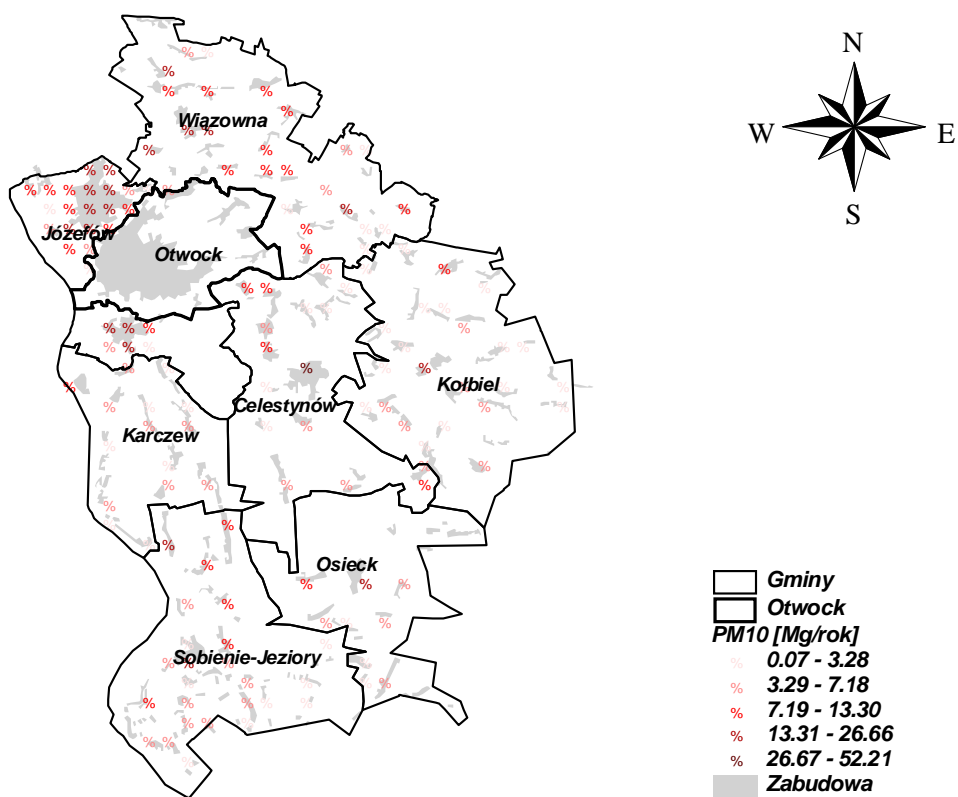 N
W E
S
Wiązowna
Józefów
Otwock
Kołbiel
Celestynów
Karczew
Osieck
Sobienie-Jeziory
Gminy
Otwock
PM10 [Mg/rok]
% 0.07 - 3.28
% 3.29 - 7.18
% 7.19 - 13.30
% 13.31 - 26.66
% 26.67 - 52.21
Zabudowa